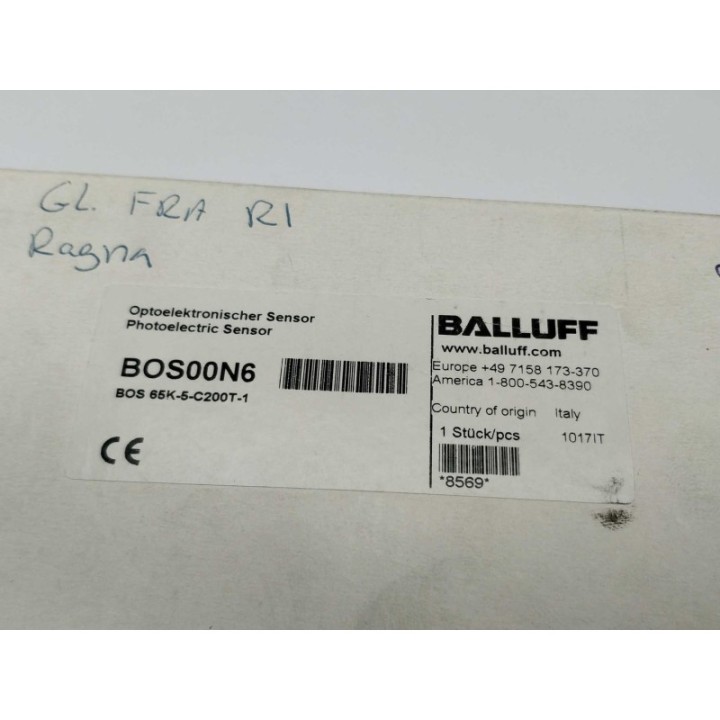 GL. FRA R1
Ragna
Optoelektronischer Sensor
Photoelectric Sensor
BOS00N6
BOS 65K-5-C200T-1
CE
BALLUFF
www.balluff.com
Europe +49 7158 173-370
America 1-800-543-8390
Country of origin Italy
1 Stück/pcs 1017IT
*8569*